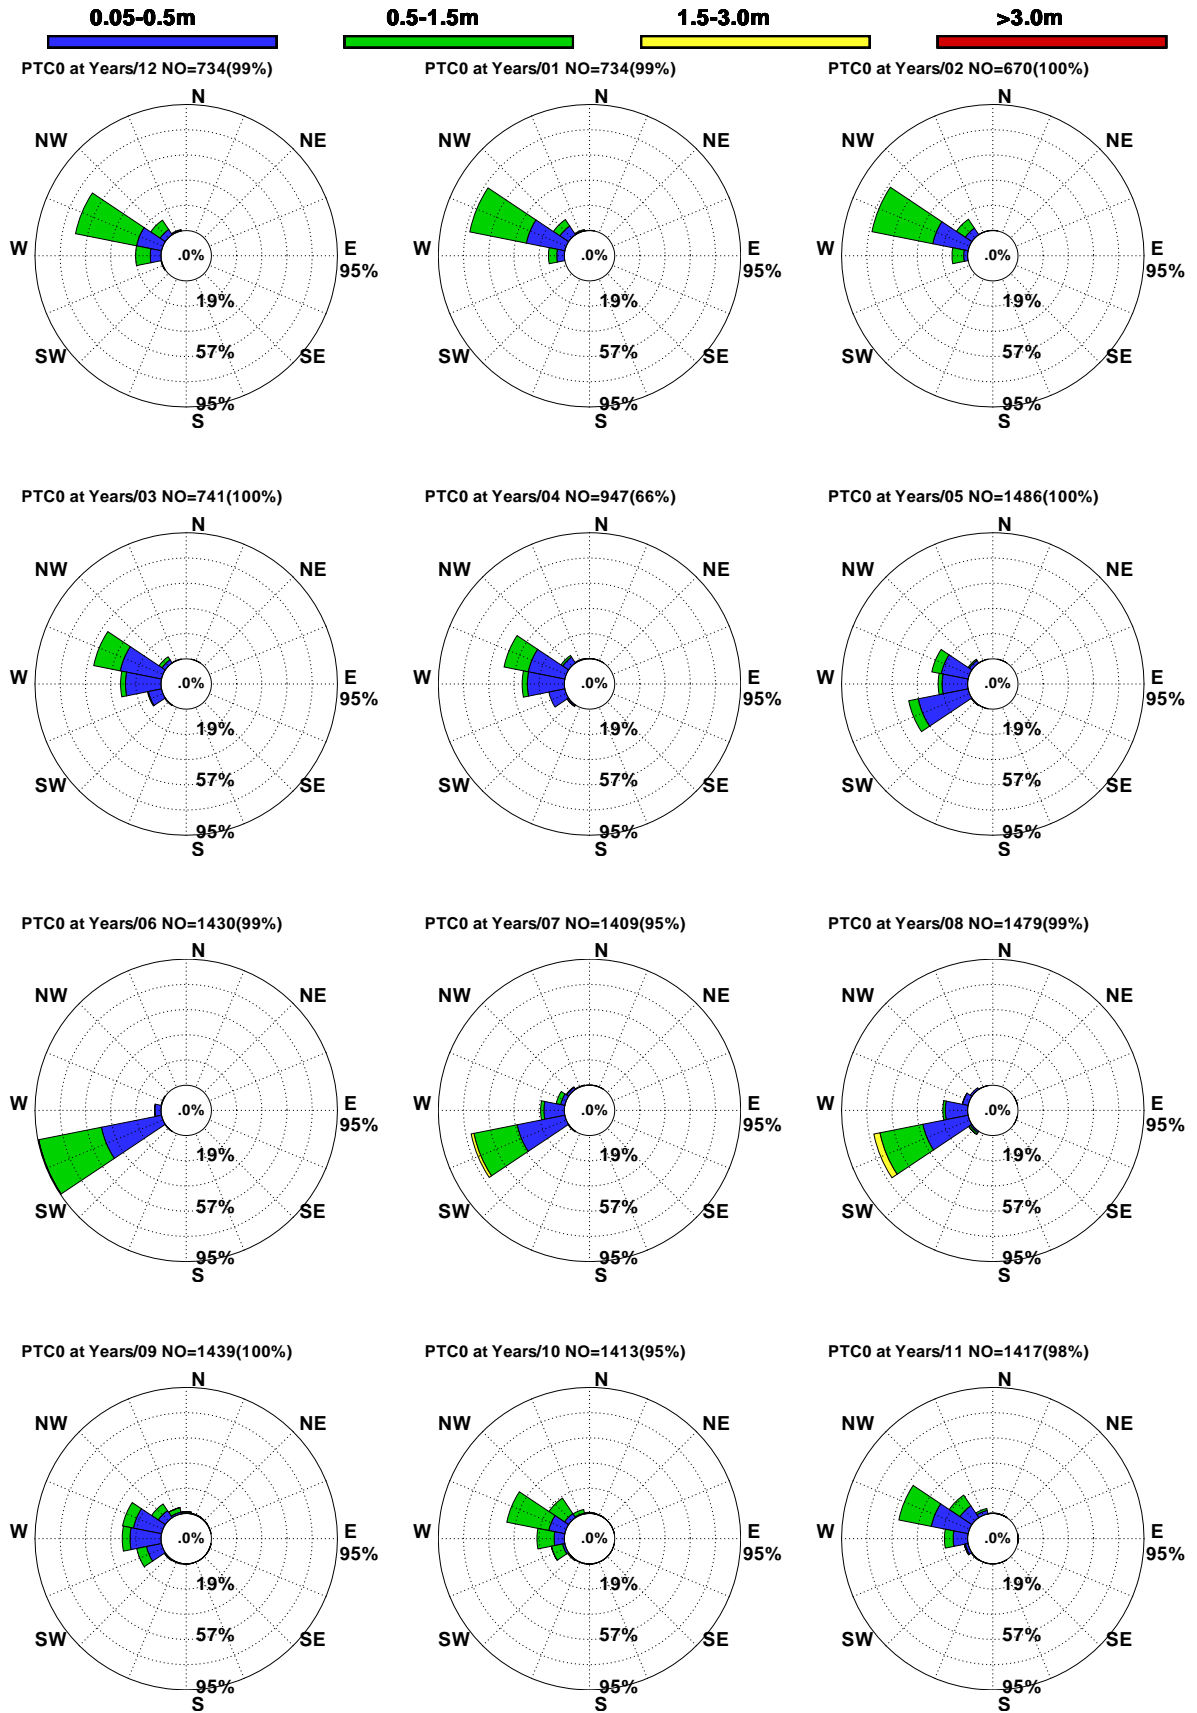 0.05-0.5m 0.5-1.5m 1.5-3.0m >3.0m
PTC0 at Years/12 NO=734(99%) PTC0 at Years/01 NO=734(99%) PTC0 at Years/02 NO=670(100%)
N N N
NW NE NW NE NW NE
W .0% E W .0% E W .0% E
95% 95% 95%
19% 19% 19%
SW 57% SE SW 57% SE SW 57% SE
95% 95% 95%
S S S
PTC0 at Years/03 NO=741(100%) PTC0 at Years/04 NO=947(66%) PTC0 at Years/05 NO=1486(100%)
N N N
NW NE NW NE NW NE
W .0% E W .0% E W .0% E
95% 95% 95%
19% 19% 19%
SW 57% SE SW 57% SE SW 57% SE
95% 95% 95%
S S S
PTC0 at Years/06 NO=1430(99%) PTC0 at Years/07 NO=1409(95%) PTC0 at Years/08 NO=1479(99%)
N N N
NW NE NW NE NW NE
W .0% E W .0% E W .0% E
95% 95% 95%
19% 19% 19%
SW 57% SE SW 57% SE SW 57% SE
95% 95% 95%
S S S
PTC0 at Years/09 NO=1439(100%) PTC0 at Years/10 NO=1413(95%) PTC0 at Years/11 NO=1417(98%)
N N N
NW NE NW NE NW NE
W .0% E W .0% E W .0% E
95% 95% 95%
19% 19% 19%
SW 57% SE SW 57% SE SW 57% SE
95% 95% 95%
S S S